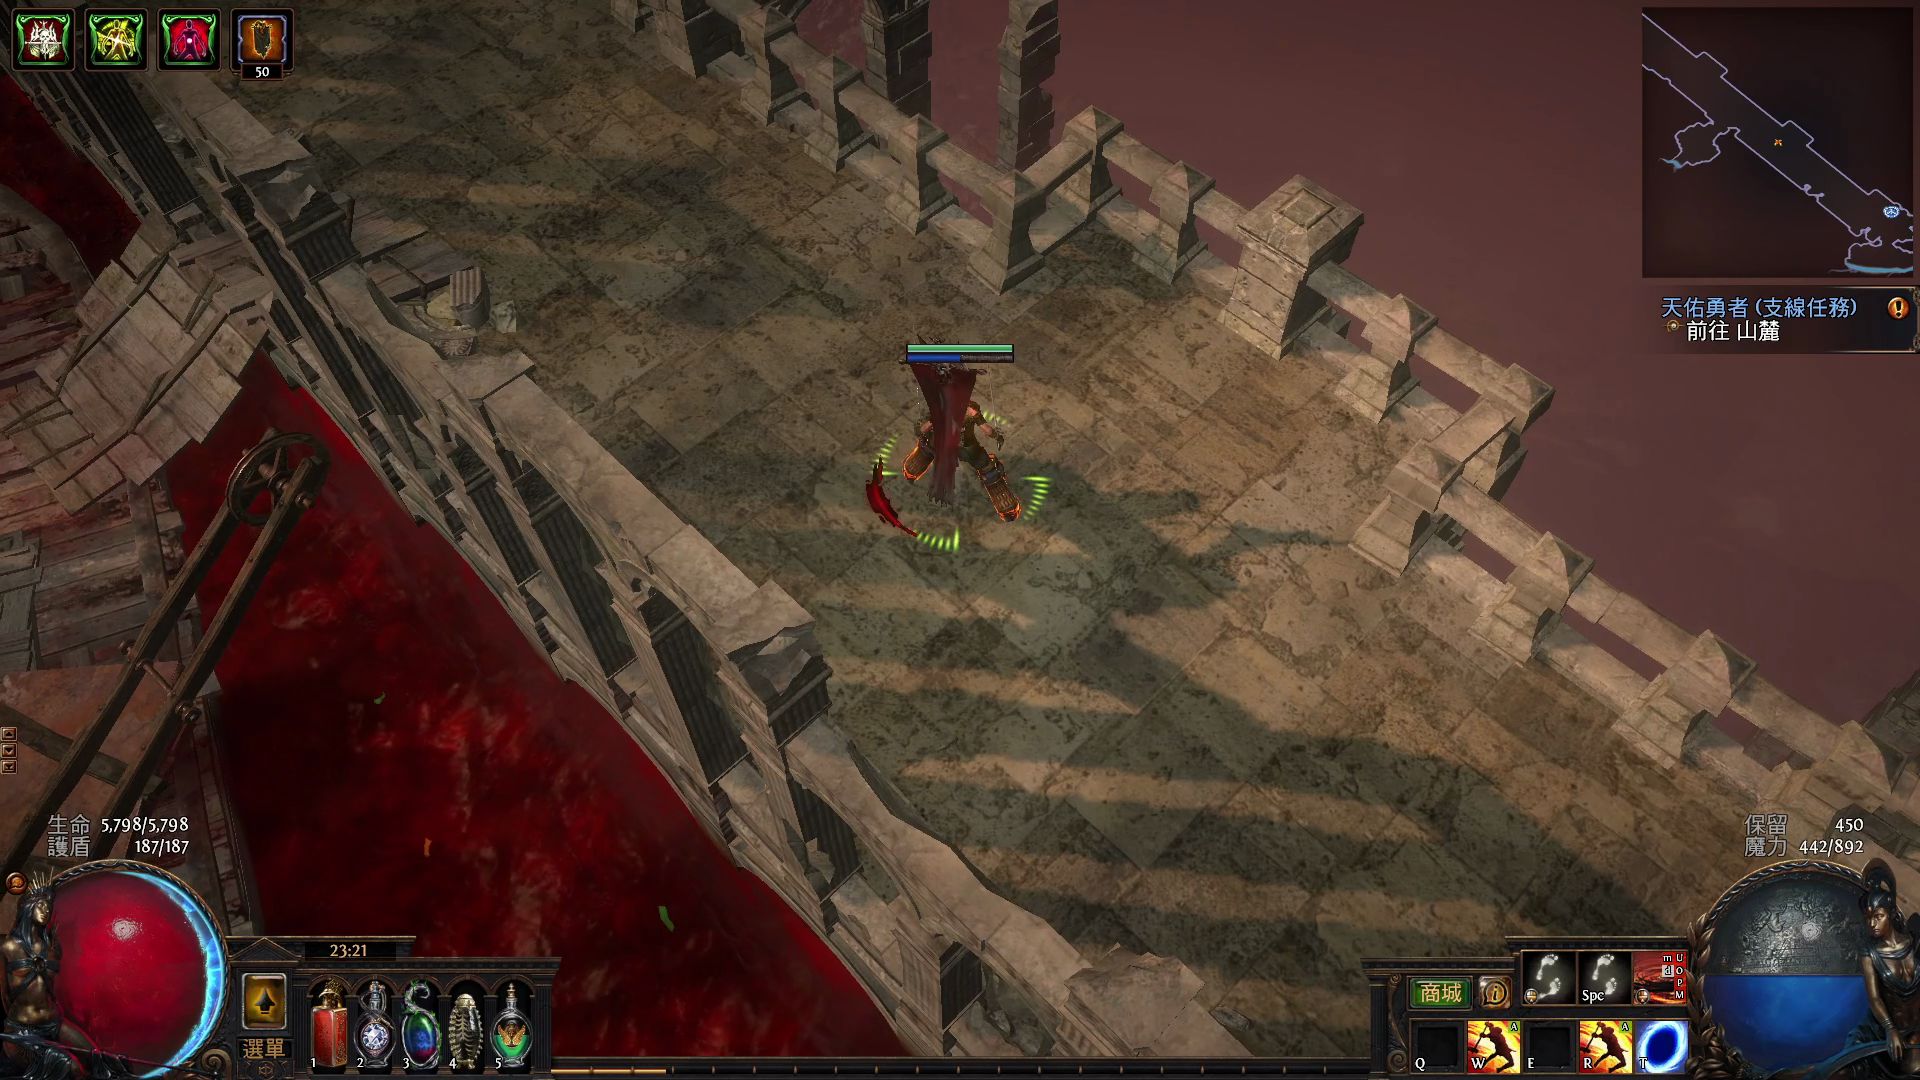 50
天佑勇者 (支線任務)
前往 山麓
生命 5,798/5,798
護盾 187/187
保留 450
魔力 442/892
23:21
選單
1 2 3 4 5
商城
Spc
m U
d O
P
M
Q W A E R A T